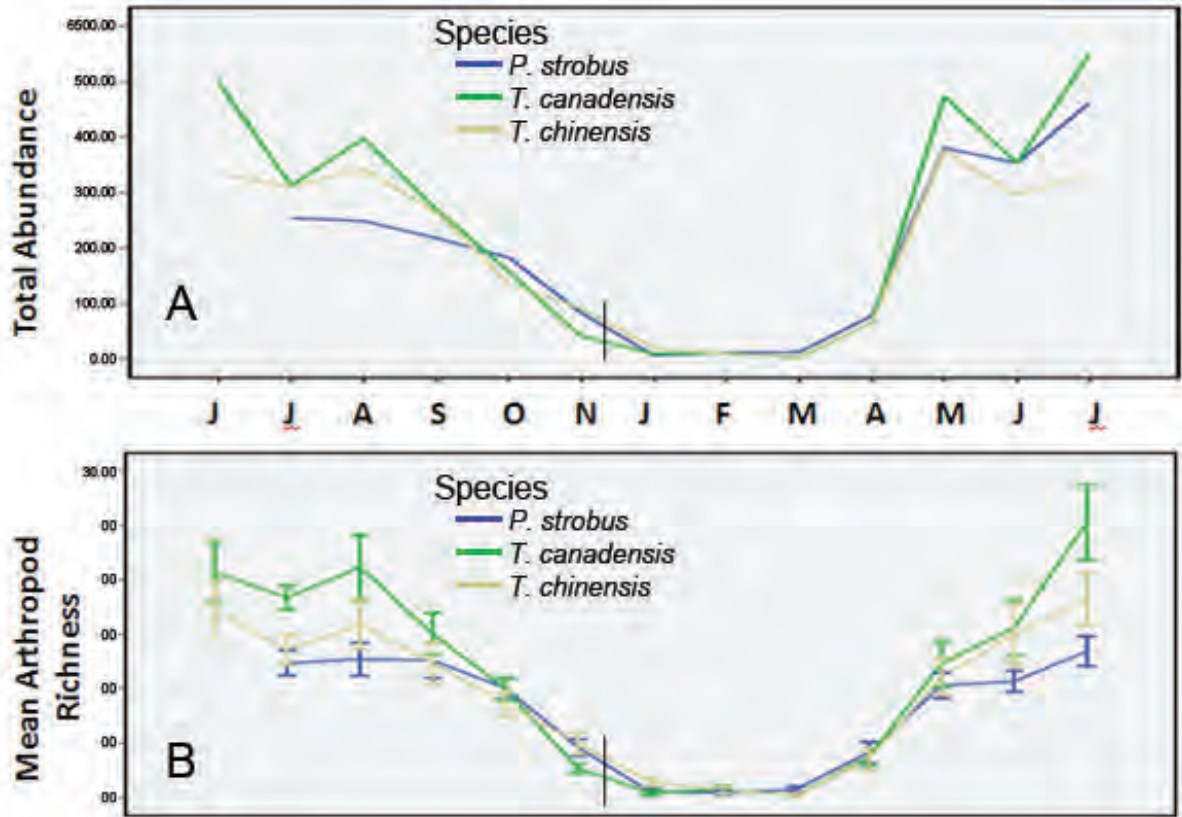 Total Abundance
6500.00
500.00
400.00
300.00
200.00
100.00
0.00
Species
P. strobus
T. canadensis
T. chinensis
A
J J A S O N J F M A M J J
Mean Arthropod
Richness
30.00
00
00
00
00
00
00
Species
P. strobus
T. canadensis
T. chinensis
B